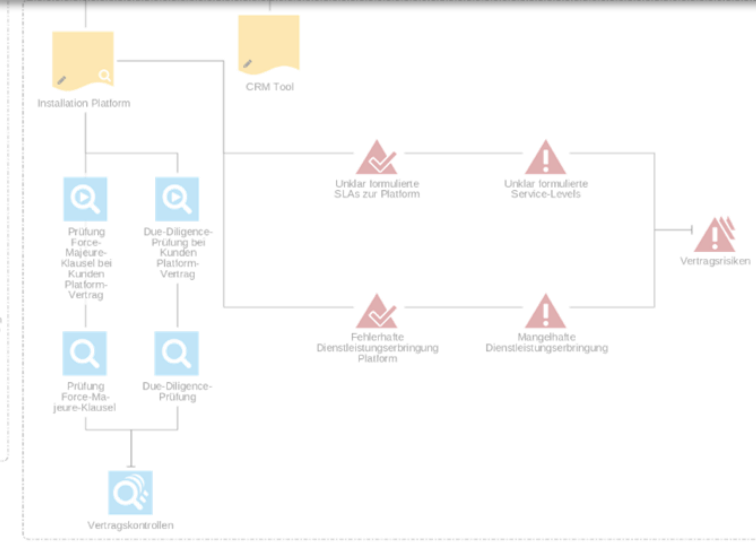 CRM Tool
Installation Platform
Unklar formulierte
SLAs zur Platform
Unklar formulierte
Service-Levels
Prüfung
Force-
Majeure-
Klausel bei
Kunden
Platform-
Vertrag
Due-Diligence-
Prüfung bei
Kunden
Platform-
Vertrag
Vertragsrisiken
Fehlerhafte
Dienstleistungserbringung
Platform
Mangelhafte
Dienstleistungserbringung
Prüfung
Force-Ma-
jeure-Klausel
Due-Diligence-
Prüfung
Vertragskontrollen